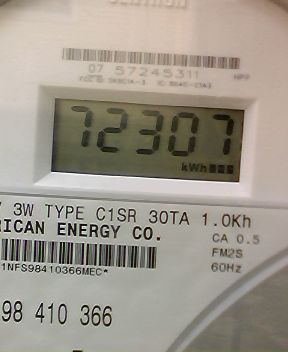 07 57245311
72307
kWh
3W TYPE C1SR 30TA 1.0Kh
RICAN ENERGY CO.
CA 0.5
FM2S
1NFS98410366MEC*
60Hz
98 410 366